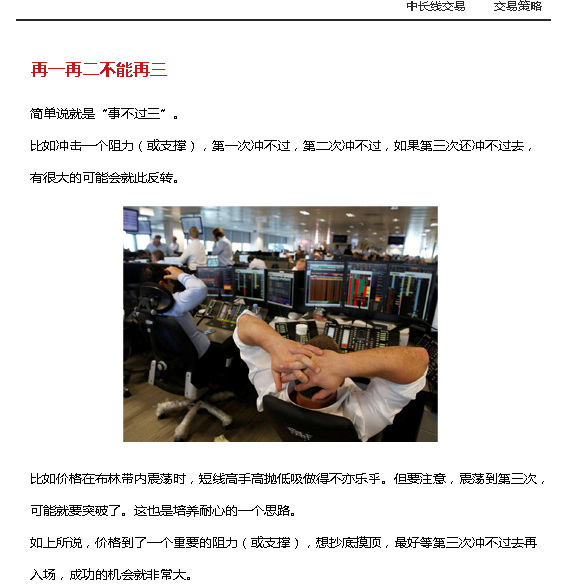 中长线交易 交易策略
再一再二不能再三
简单说就是“事不过三”。
比如冲击一个阻力（或支撑），第一次冲不过，第二次冲不过，如果第三次还冲不过去，
有很大的可能会就此反转。
比如价格在布林带内震荡时，短线高手高抛低吸做得不亦乐乎。但要注意，震荡到第三次，
可能就要突破了。这也是培养耐心的一个思路。
如上所说，价格到了一个重要的阻力（或支撑），想抄底摸顶，最好等第三次冲不过去再
入场，成功的机会就非常大。